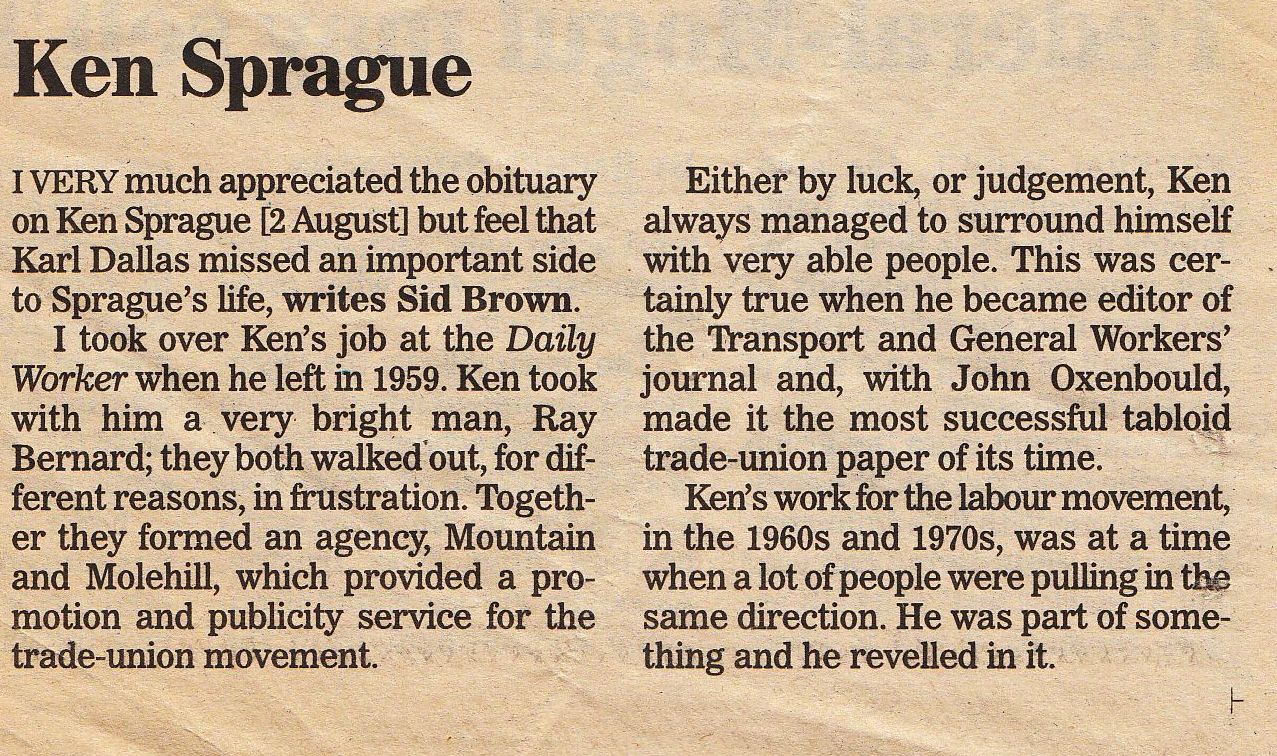 Ken Sprague
I VERY much appreciated the obituary
on Ken Sprague [2 August] but feel that
Karl Dallas missed an important side
to Sprague's life, writes Sid Brown.
I took over Ken's job at the Daily
Worker when he left in 1959. Ken took
with him a very bright man, Ray
Bernard; they both walked out, for dif-
ferent reasons, in frustration. Togeth-
er they formed an agency, Mountain
and Molehill, which provided a pro-
motion and publicity service for the
trade-union movement.
Either by luck, or judgement, Ken
always managed to surround himself
with very able people. This was cer-
tainly true when he became editor of
the Transport and General Workers'
journal and, with John Oxenbould,
made it the most successful tabloid
trade-union paper of its time.
Ken's work for the labour movement,
in the 1960s and 1970s, was at a time
when a lot of people were pulling in the
same direction. He was part of some-
thing and he revelled in it.